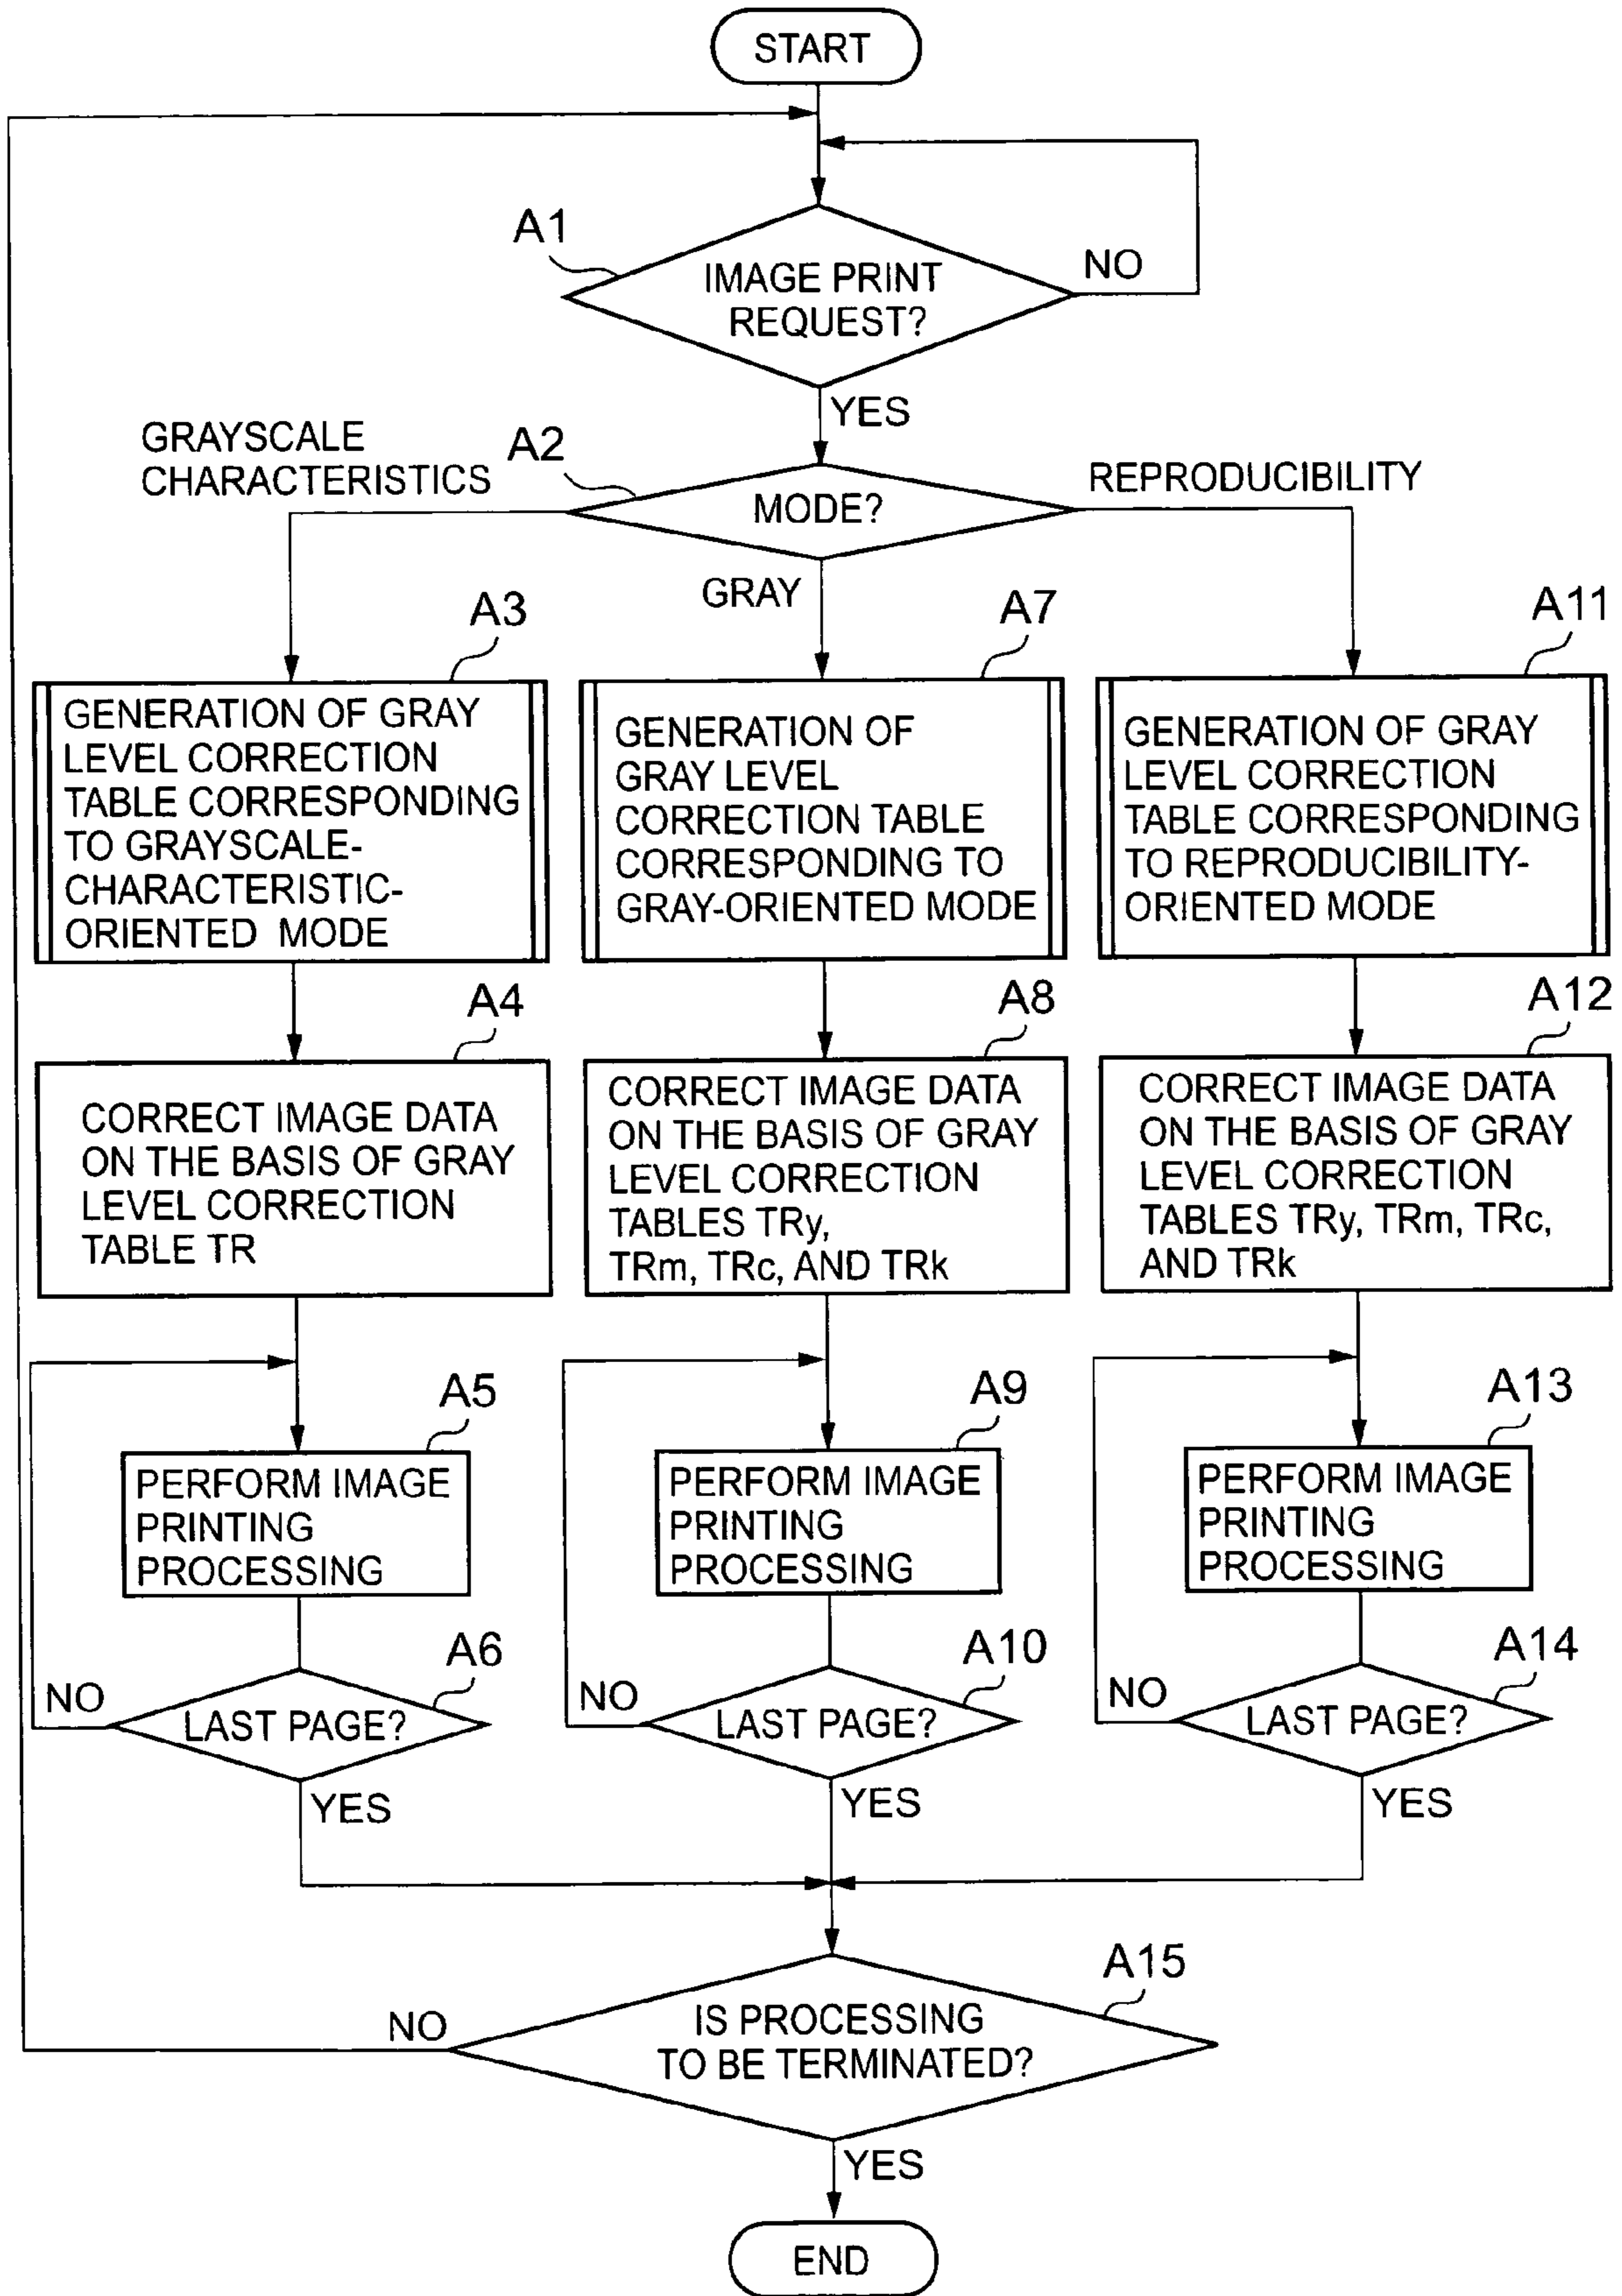 START
A1
IMAGE PRINT
REQUEST?
NO
YES
GRAYSCALE
CHARACTERISTICS
A2
MODE?
REPRODUCIBILITY
GRAY
A3
GENERATION OF GRAY
LEVEL CORRECTION
TABLE CORRESPONDING
TO GRAYSCALE-
CHARACTERISTIC-
ORIENTED MODE
A7
GENERATION OF
GRAY LEVEL
CORRECTION TABLE
CORRESPONDING TO
GRAY-ORIENTED MODE
A11
GENERATION OF GRAY
LEVEL CORRECTION
TABLE CORRESPONDING
TO REPRODUCIBILITY-
ORIENTED MODE
A4
CORRECT IMAGE DATA
ON THE BASIS OF GRAY
LEVEL CORRECTION
TABLE TR
A8
CORRECT IMAGE DATA
ON THE BASIS OF GRAY
LEVEL CORRECTION
TABLES TRy,
TRm, TRc, AND TRk
A12
CORRECT IMAGE DATA
ON THE BASIS OF GRAY
LEVEL CORRECTION
TABLES TRy, TRm, TRc,
AND TRk
A5
PERFORM IMAGE
PRINTING
PROCESSING
A9
PERFORM IMAGE
PRINTING
PROCESSING
A13
PERFORM IMAGE
PRINTING
PROCESSING
A6
NO
LAST PAGE?
YES
A10
NO
LAST PAGE?
YES
A14
NO
LAST PAGE?
YES
A15
NO
IS PROCESSING
TO BE TERMINATED?
YES
END